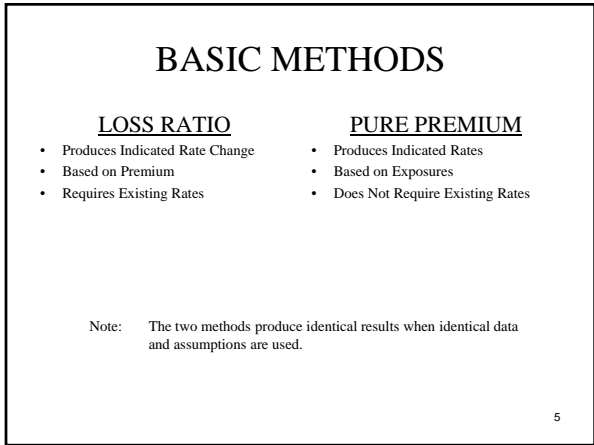 BASIC METHODS
LOSS RATIO
• Produces Indicated Rate Change
• Based on Premium
• Requires Existing Rates
PURE PREMIUM
• Produces Indicated Rates
• Based on Exposures
• Does Not Require Existing Rates
Note: The two methods produce identical results when identical data
and assumptions are used.
5